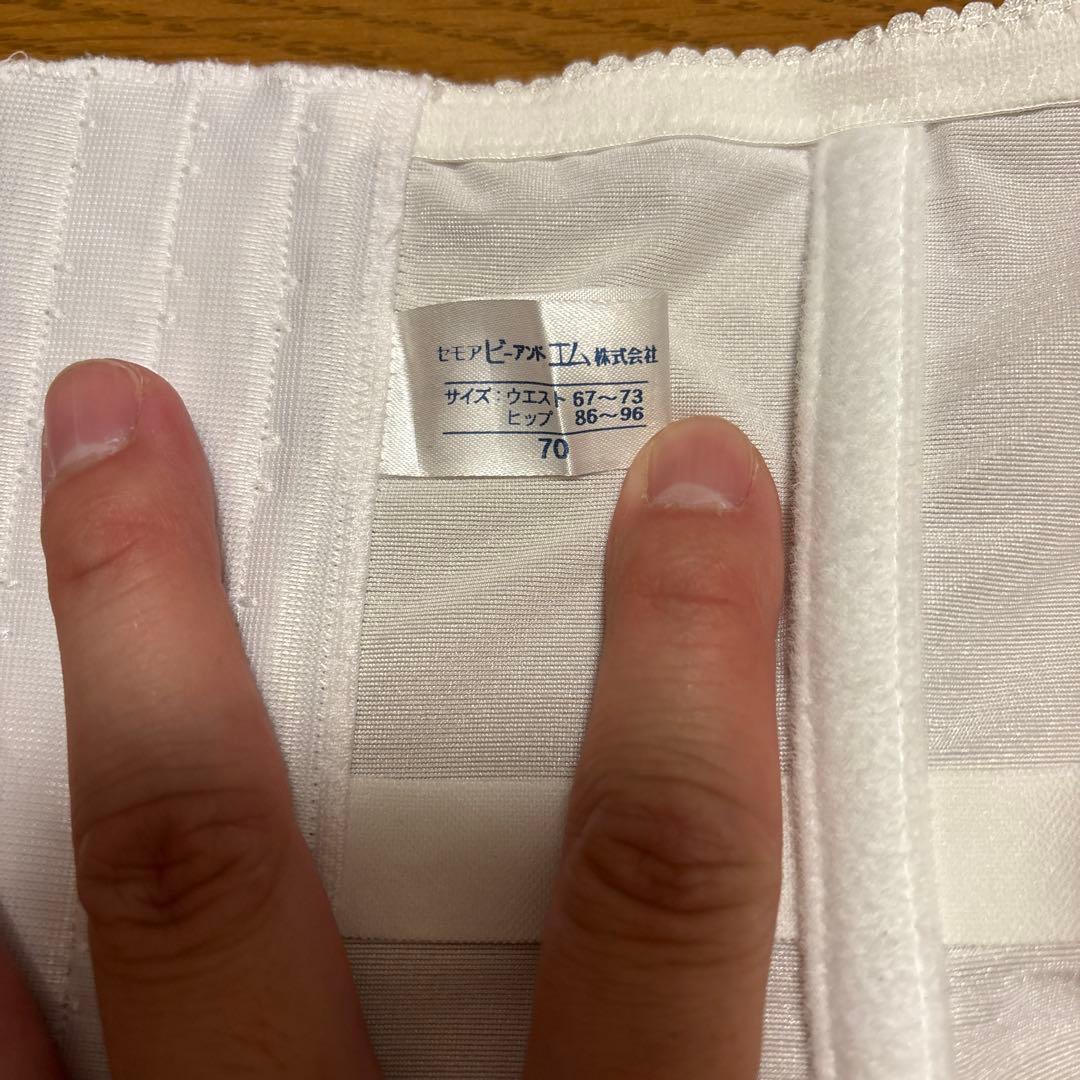 セモア ビーアンド エム 株式会社
サイズ：ウエスト 67～73
ヒップ 86～96
70